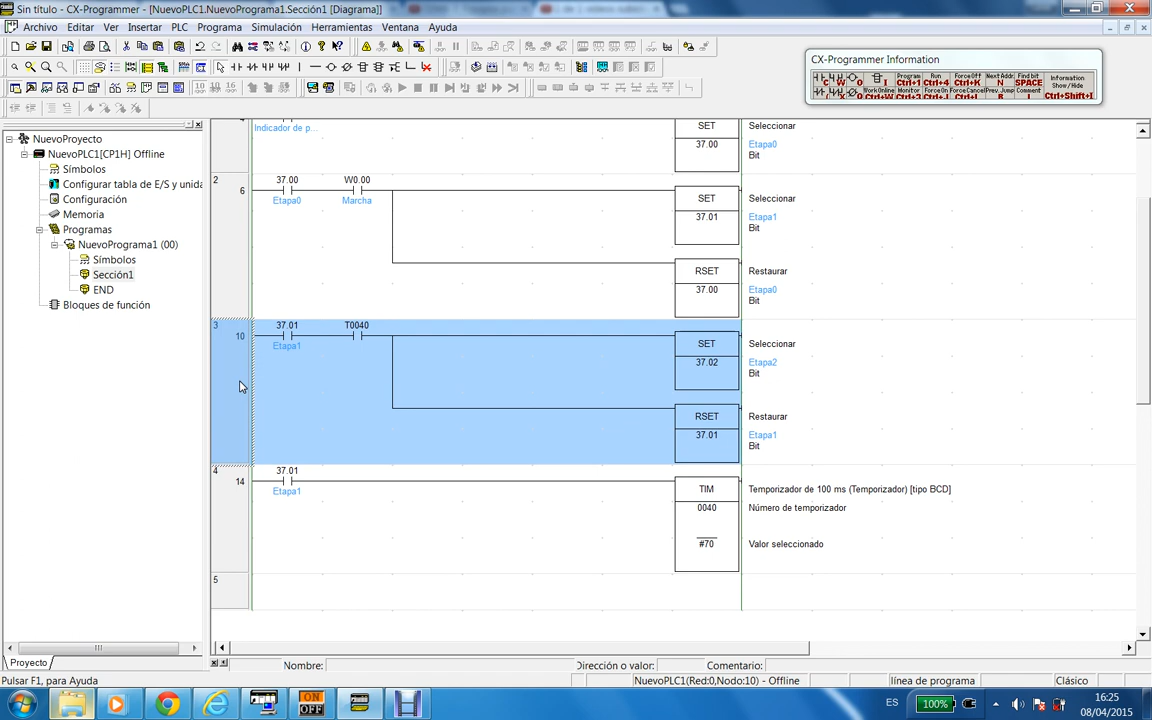 Sin título - CX-Programmer - [NuevoPLC1.NuevoPrograma1.Sección1 [Diagrama]]
Archivo Editar Ver Insertar PLC Programa Simulación Herramientas Ventana Ayuda
CX-Programmer Information
NuevoProyecto
NuevoPLC1[CP1H] Offline
Símbolos
Configurar tabla de E/S y unida
Configuración
Memoria
Programas
NuevoPrograma1 (00)
Símbolos
Sección1
END
Bloques de función
Proyecto
Indicador de p...
SET Seleccionar
37.00 Etapa0
Bit
2
6
37.00 W0.00
Etapa0 Marcha
SET Seleccionar
37.01 Etapa1
Bit
RSET Restaurar
37.00 Etapa0
Bit
3
10
37.01 T0040
Etapa1
SET Seleccionar
37.02 Etapa2
Bit
RSET Restaurar
37.01 Etapa1
Bit
4
14
37.01
Etapa1
TIM Temporizador de 100 ms (Temporizador) [tipo BCD]
0040 Número de temporizador
#70 Valor seleccionado
5
Nombre: Dirección o valor: Comentario:
Pulsar F1, para Ayuda NuevoPLC1(Red:0,Nodo:10) - Offline línea de programa Clásico
ON
OFF
ES 100% 16:25
08/04/2015